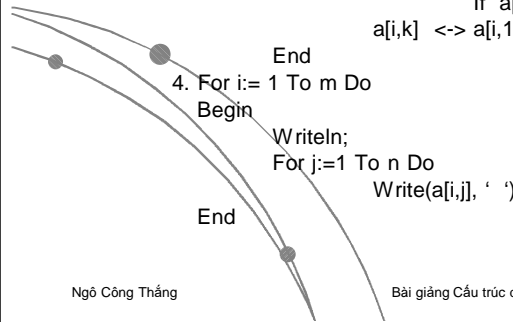 If a[
a[i,k] <-> a[i,1
End
4. For i:= 1 To m Do
Begin
Writeln;
For j:=1 To n Do
Write(a[i,j], ‘ ‘)
End
Ngô Công Thắng
Bài giảng Cấu trúc